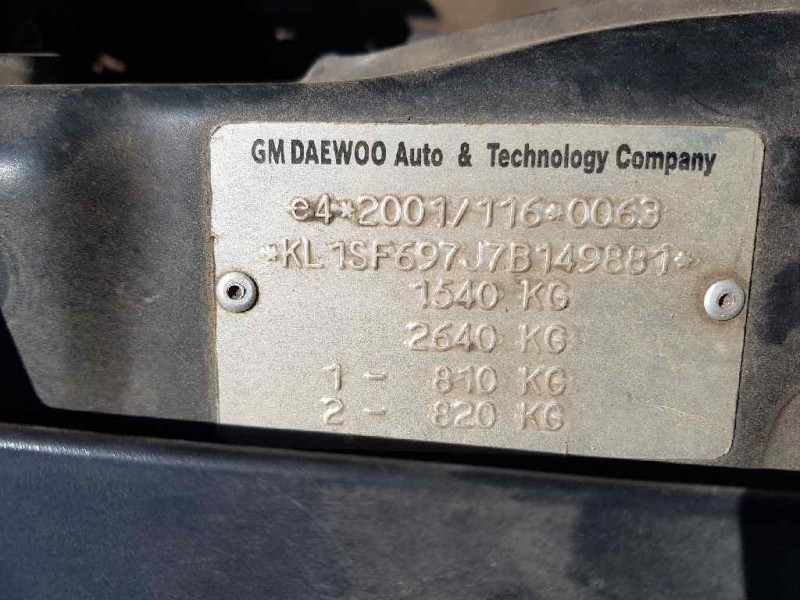 GM DAEWOO Auto & Technology Company
e4*2001/116*0063
*KL1SF697J7B149881*
1540 KG
2640 KG
1 - 810 KG
2 - 820 KG